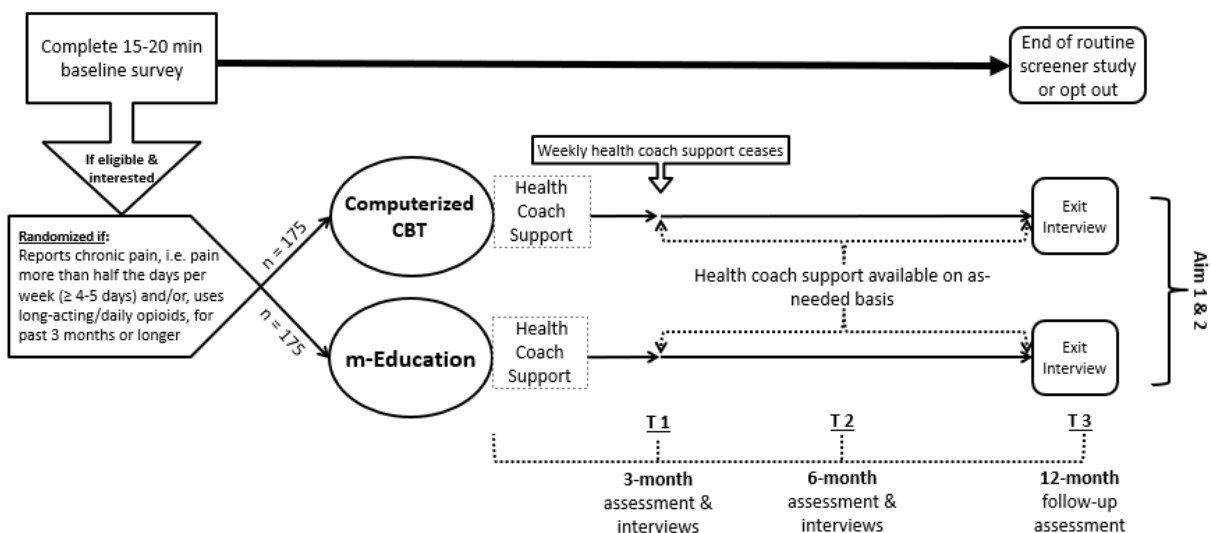 Complete 15-20 min
baseline survey
End of routine
screener study
or opt out
If eligible &
interested
Weekly health coach support ceases
Randomized if:
Reports chronic pain, i.e. pain
more than half the days per
week (≥ 4-5 days) and/or, uses
long-acting/daily opioids, for
past 3 months or longer
n = 175
n = 175
Computerized
CBT
Health
Coach
Support
Exit
Interview
Health coach support available on as-
needed basis
Aim 1 & 2
m-Education
Health
Coach
Support
Exit
Interview
T 1
T 2
T 3
3-month
assessment &
interviews
6-month
assessment &
interviews
12-month
follow-up
assessment